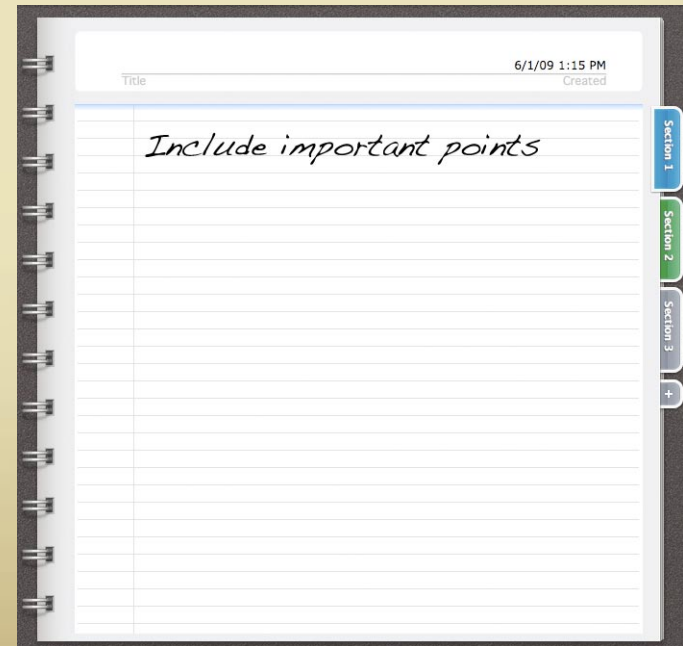 6/1/09 1:15 PM
Title
Created
Include important points
Section 1
Section 2
Section 3
+